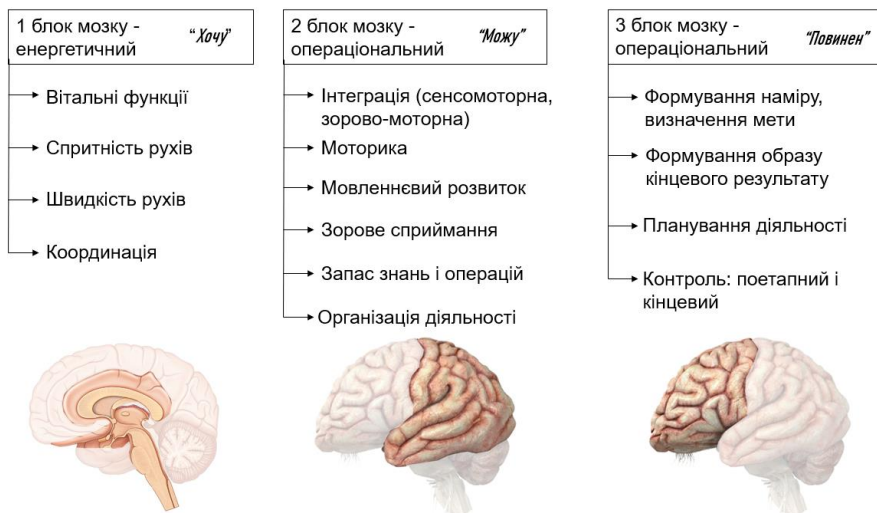 1 блок мозку - "Хочу"
енергетичний
Вітальні функції
Спритність рухів
Швидкість рухів
Координація
2 блок мозку -
операціональний "Можу"
Інтеграція (сенсомоторна,
зорово-моторна)
Моторика
Мовленнєвий розвиток
Зорове сприймання
Запас знань і операцій
Організація діяльності
3 блок мозку -
операціональний "Повинен"
Формування наміру,
визначення мети
Формування образу
кінцевого результату
Планування діяльності
Контроль: поетапний і
кінцевий